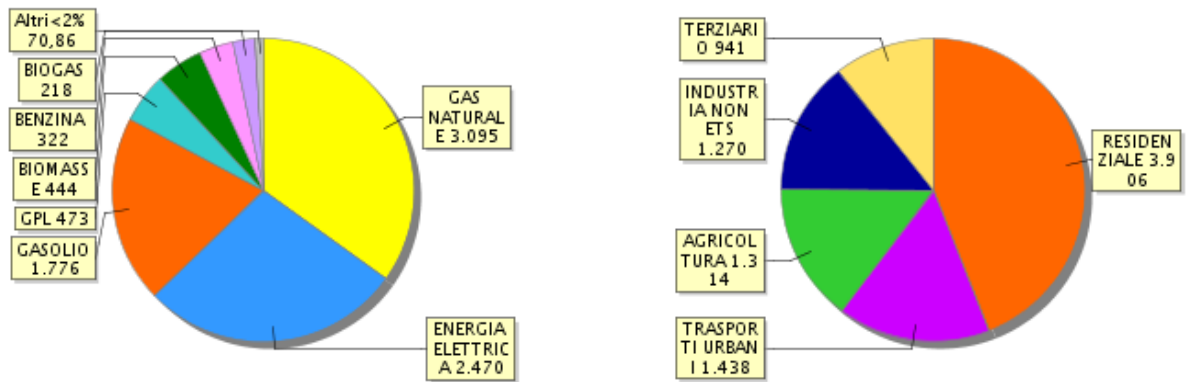 Altri<2%
70,86
BIOGAS
218
BENZINA
322
BIOMASS
E 444
GPL 473
GASOLIO
1.776
GAS
NATURAL
E 3.095
ENERGIA
ELETTRIC
A 2.470
TERZIARI
O 941
INDUSTR
IA NON
ETS
1.270
AGRICOL
TURA 1.3
14
TRASPOR
TI URBAN
I 1.438
RESIDEN
ZIALE 3.9
06